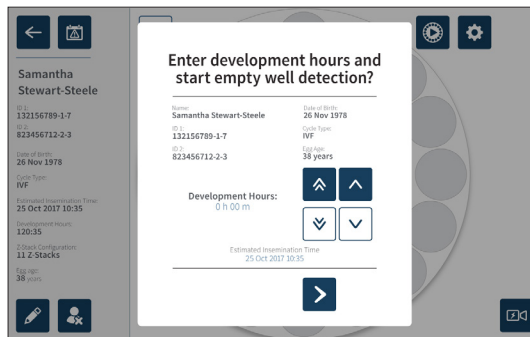 Samantha
Stewart-Steele
ID 1:
132156789-1-7
ID 2:
823456712-2-3
Date of Birth:
26 Nov 1978
Cycle Type:
IVF
Estimated Insemination Time:
25 Oct 2017 10:35
Development Hours:
120:35
Z-Stack Configuration:
11 Z-Stacks
Egg age:
38 years
Enter development hours and
start empty well detection?
Name:
Samantha Stewart-Steele
Date of Birth:
26 Nov 1978
ID 1:
132156789-1-7
Cycle Type:
IVF
ID 2:
823456712-2-3
Egg Age:
38 years
Development Hours:
0 h 00 m
Estimated Insemination Time
25 Oct 2017 10:35